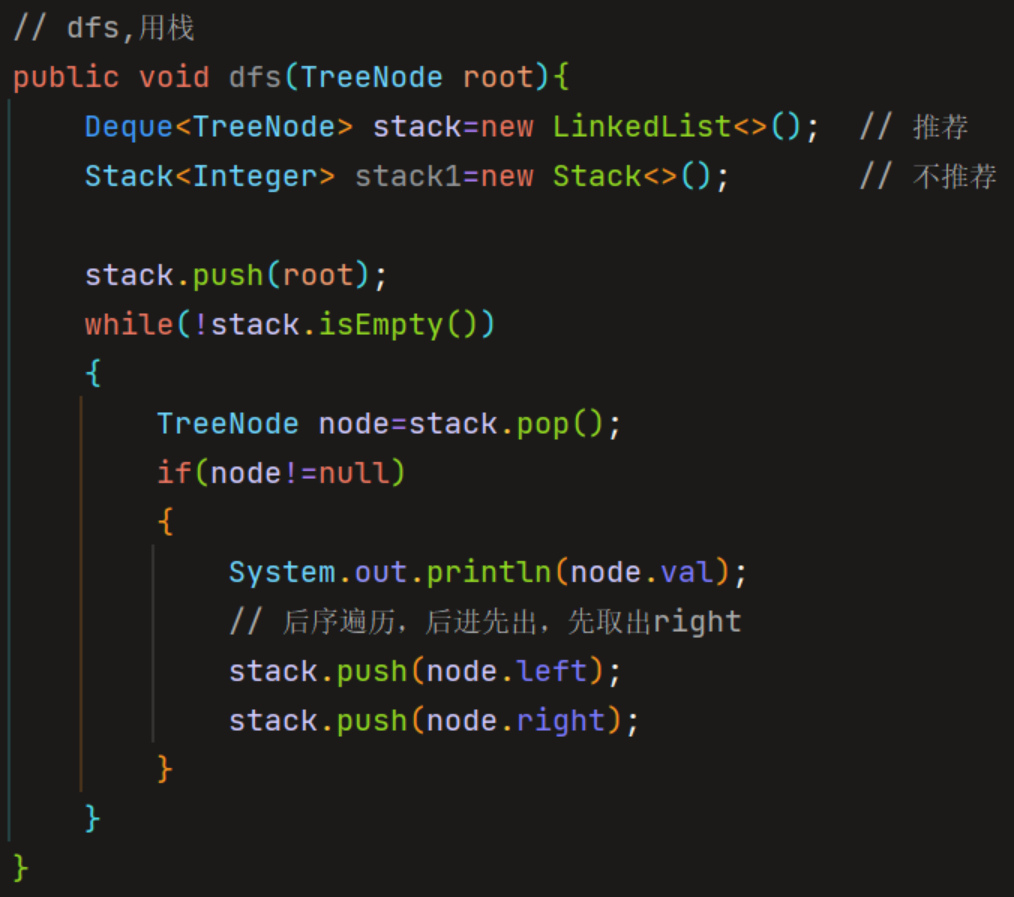 // dfs,用栈
public void dfs(TreeNode root){
    Deque<TreeNode> stack=new LinkedList<>();  // 推荐
    Stack<Integer> stack1=new Stack<>();       // 不推荐

    stack.push(root);
    while(!stack.isEmpty())
    {
        TreeNode node=stack.pop();
        if(node!=null)
        {
            System.out.println(node.val);
            // 后序遍历，后进先出，先取出right
            stack.push(node.left);
            stack.push(node.right);
        }
    }
}